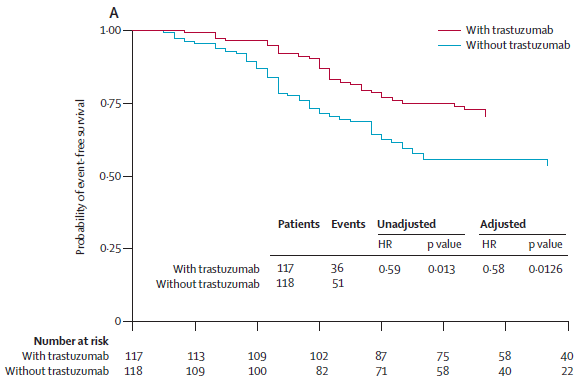 A
1·00
With trastuzumab
Without trastuzumab
0·75
0·50
0·25
0
Probability of event-free survival
Patients Events Unadjusted Adjusted
HR p value HR p value
With trastuzumab 117 36 0·59 0·013 0·58 0·0126
Without trastuzumab 118 51
Number at risk
With trastuzumab 117 113 109 102 87 75 58 40
Without trastuzumab 118 109 100 82 71 58 40 22